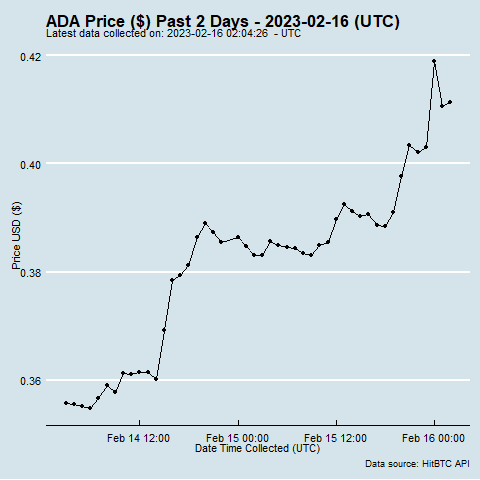 ADA Price ($) Past 2 Days - 2023-02-16 (UTC)
Latest data collected on: 2023-02-16 02:04:26 - UTC
0.42
0.40
0.38
0.36
Price USD ($)
Feb 14 12:00
Feb 15 00:00
Feb 15 12:00
Feb 16 00:00
Date Time Collected (UTC)
Data source: HitBTC API